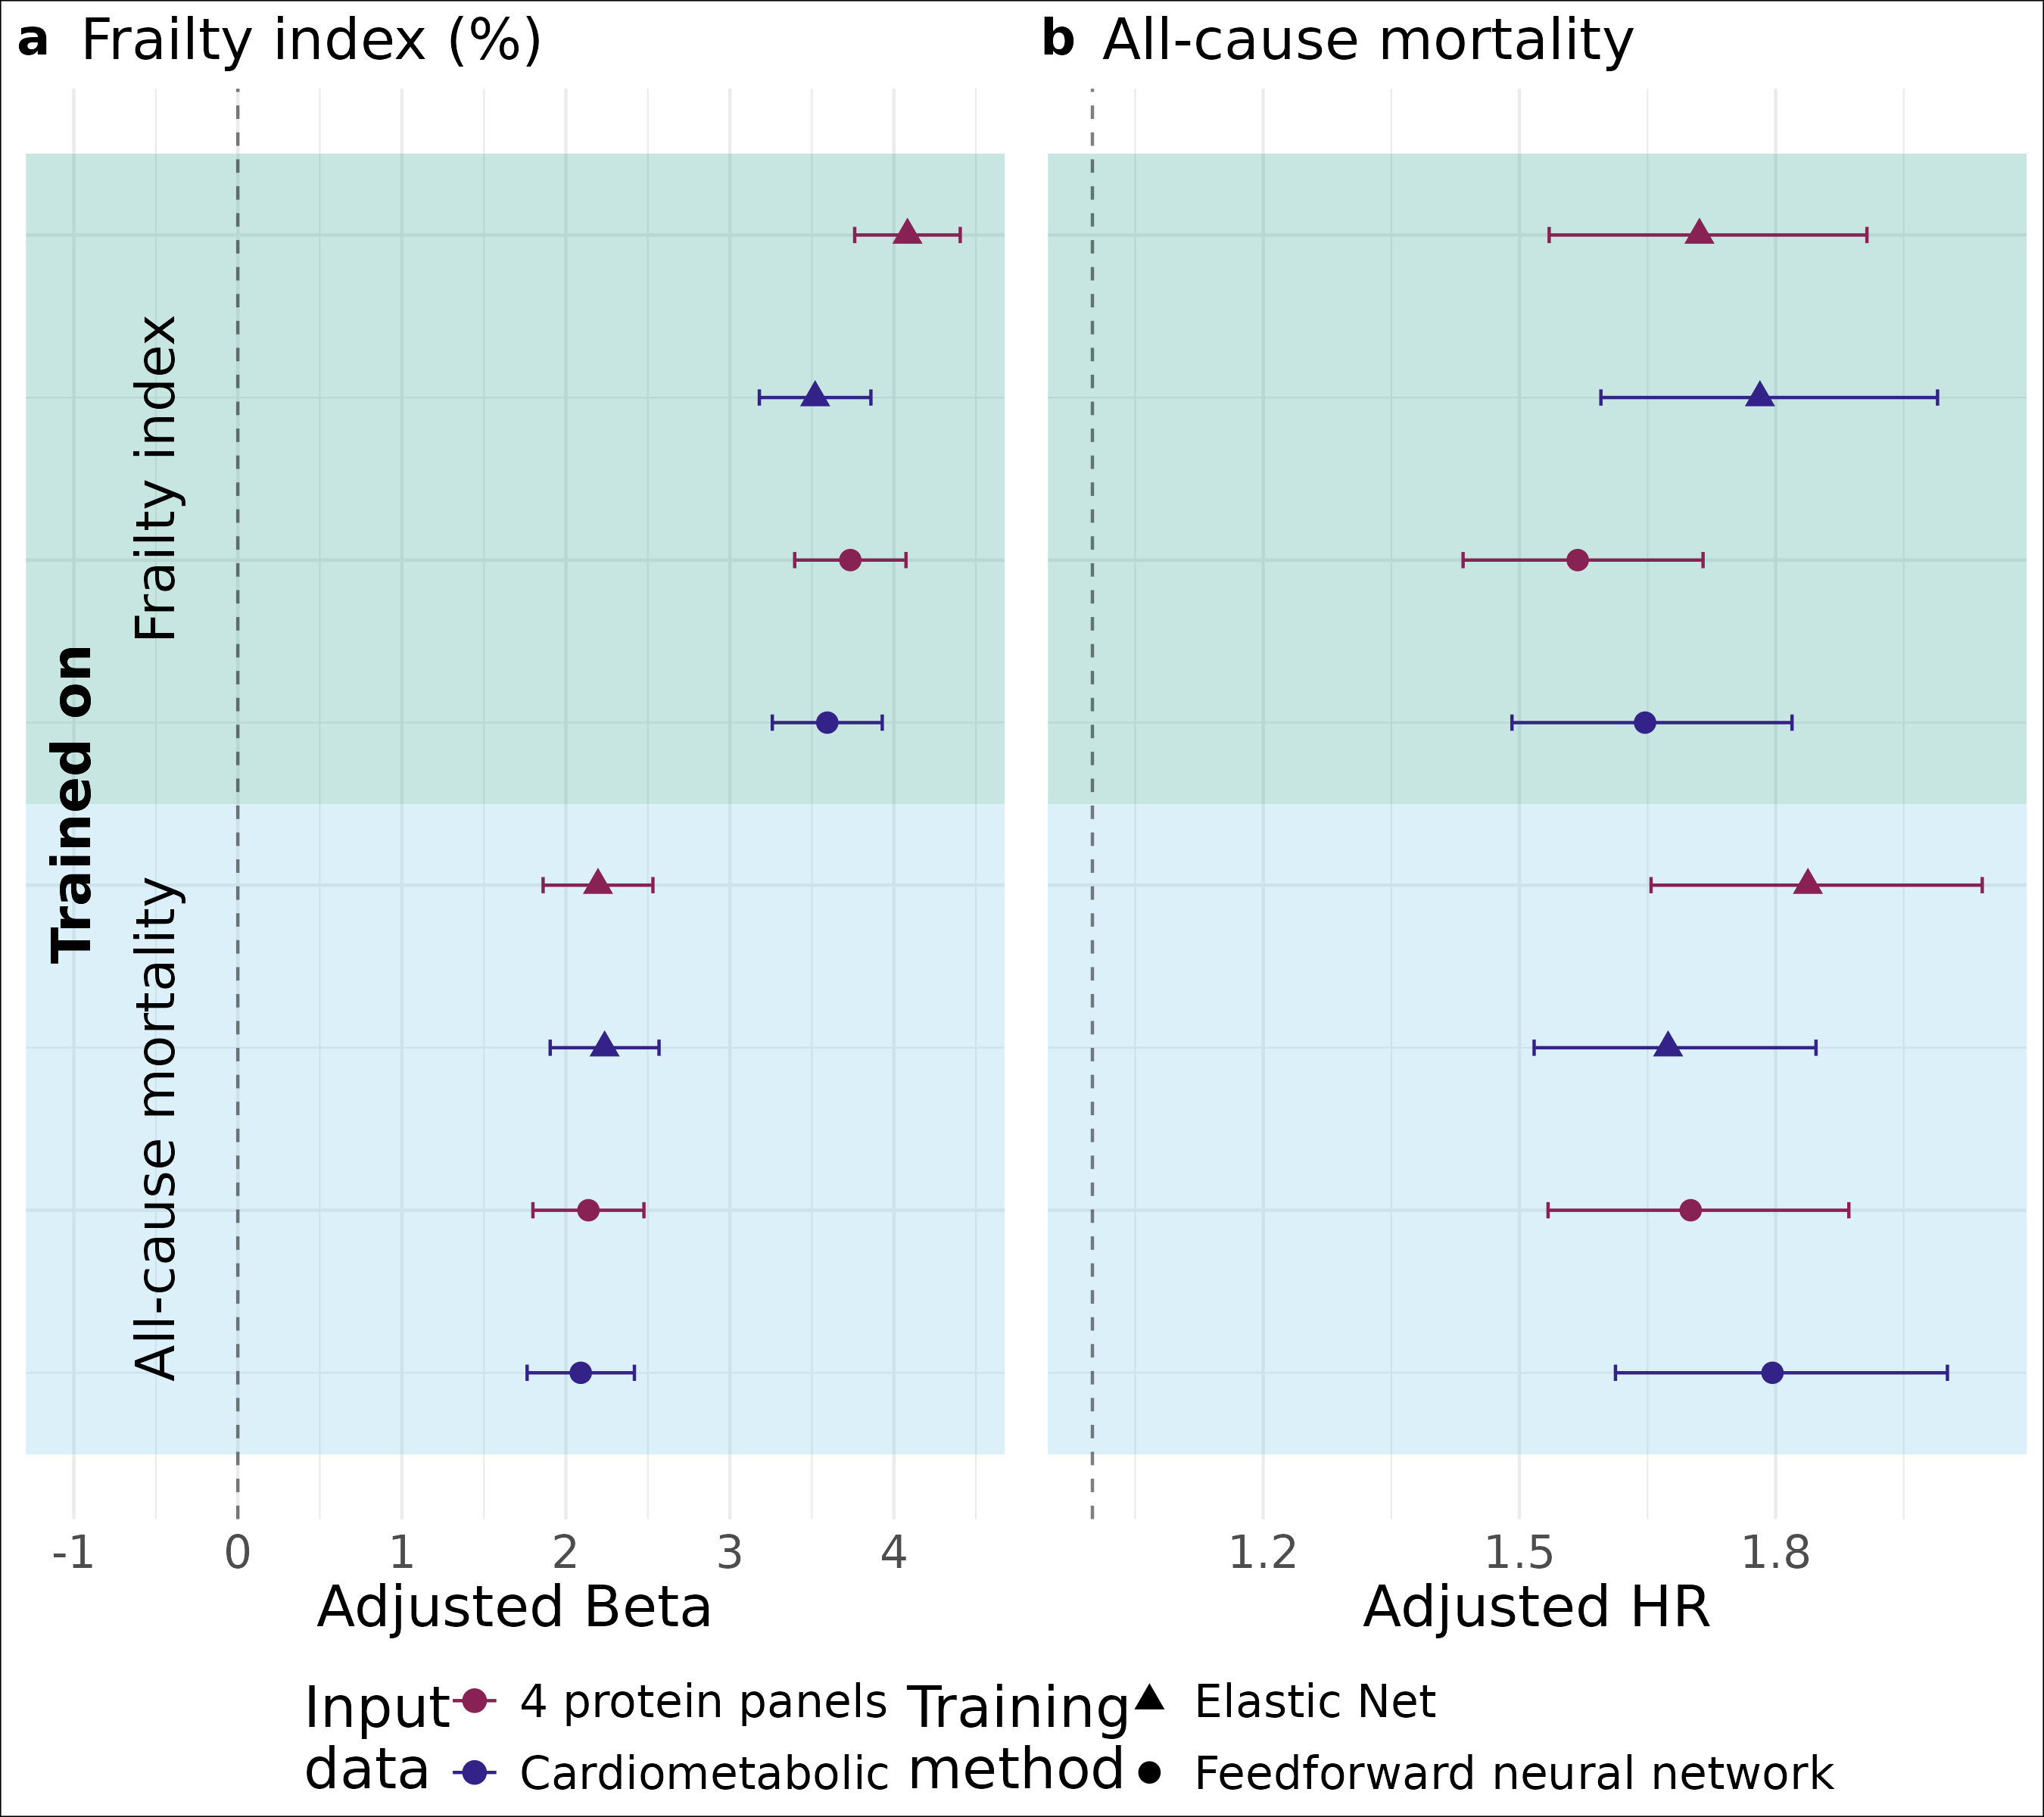 a Frailty index (%)
b All-cause mortality
Trained on
Frailty index
All-cause mortality
-1 0 1 2 3 4
Adjusted Beta
1.2 1.5 1.8
Adjusted HR
Input data
4 protein panels
Cardiometabolic
Training method
Elastic Net
Feedforward neural network